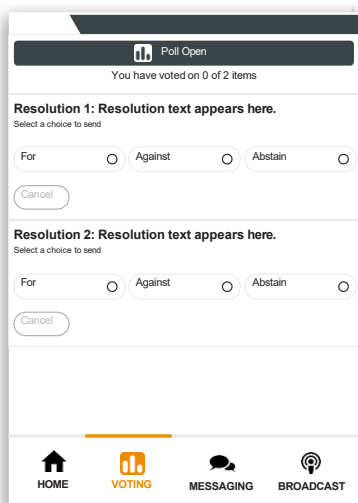 Poll Open
You have voted on 0 of 2 items
Resolution 1: Resolution text appears here.
Select a choice to send
For Against Abstain
Cancel
Resolution 2: Resolution text appears here.
Select a choice to send
For Against Abstain
Cancel
HOME VOTING MESSAGING BROADCAST